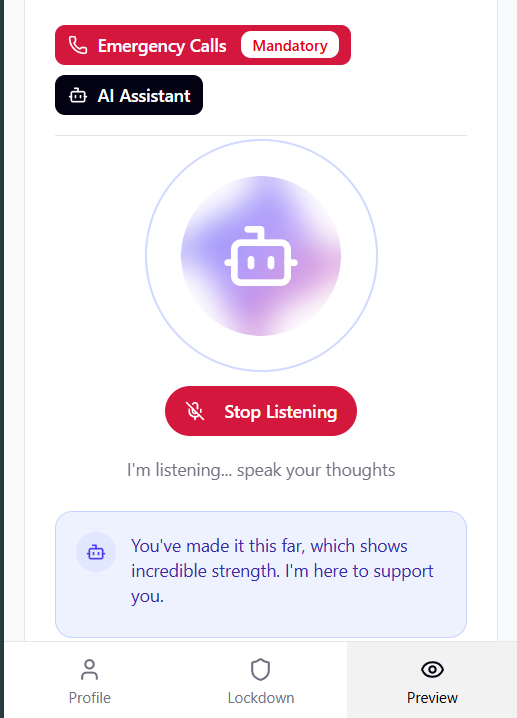 Emergency Calls Mandatory
AI Assistant
Stop Listening
I'm listening... speak your thoughts
You've made it this far, which shows
incredible strength. I'm here to support
you.
Profile Lockdown Preview